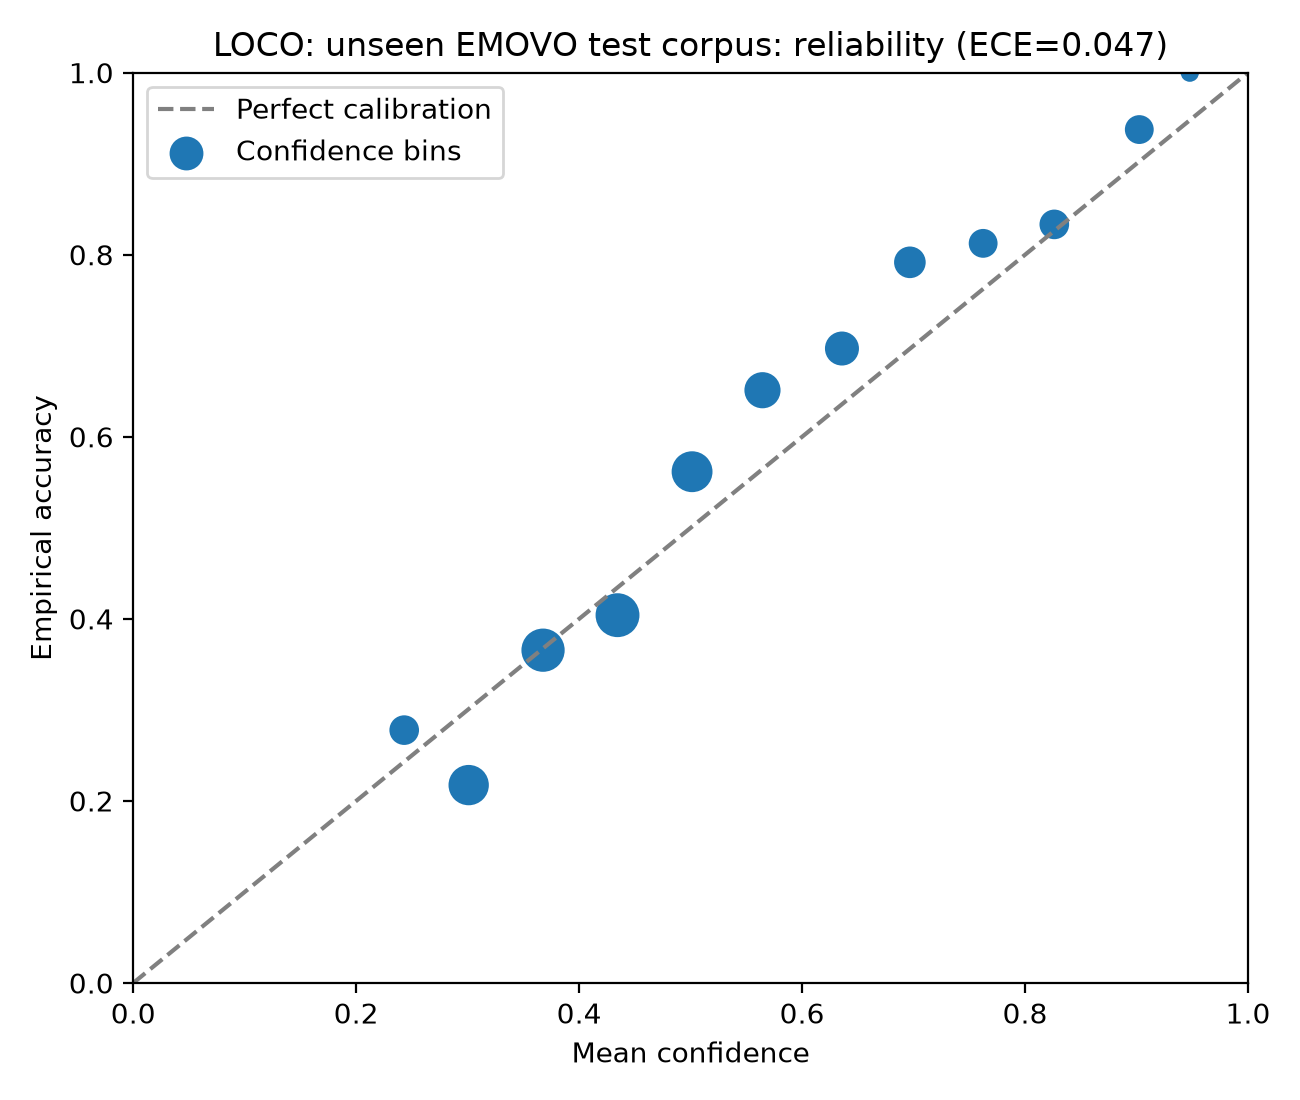 LOCO: unseen EMOVO test corpus: reliability (ECE=0.047)
Perfect calibration
Confidence bins
1.0
0.8
0.6
0.4
0.2
0.0
Empirical accuracy
0.0 0.2 0.4 0.6 0.8 1.0
Mean confidence